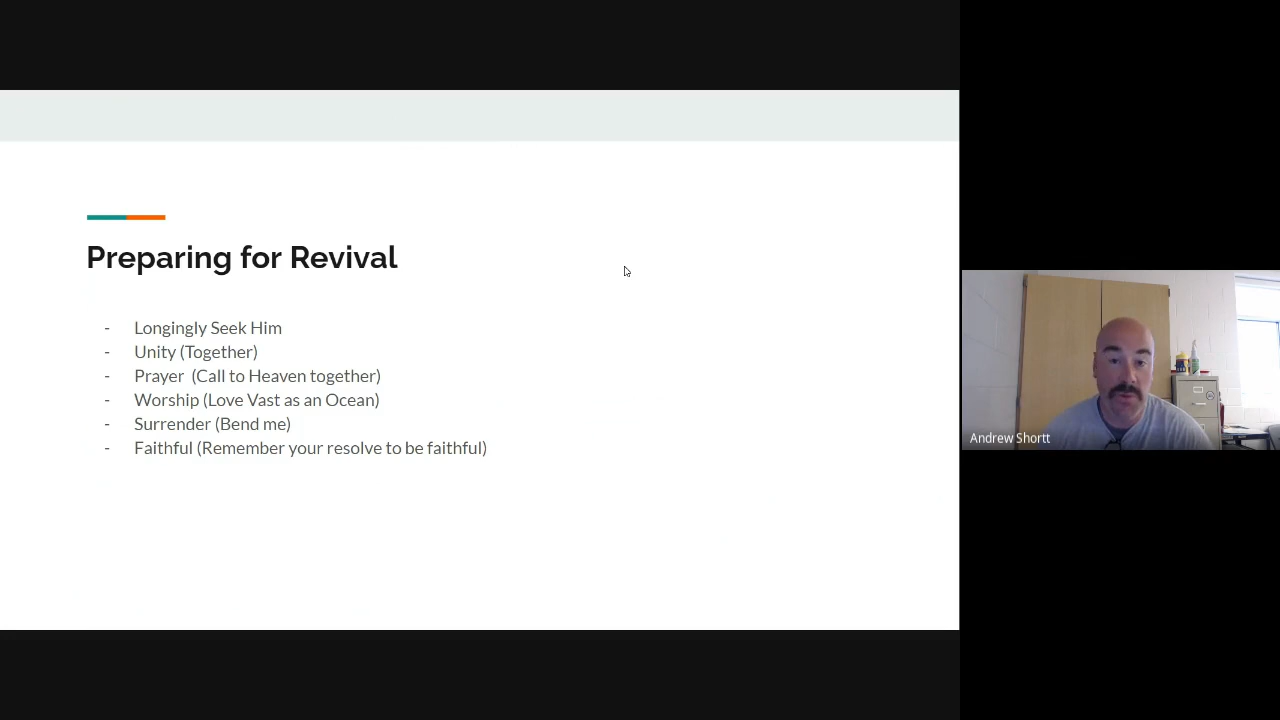 Preparing for Revival
- Longingly Seek Him
- Unity (Together)
- Prayer (Call to Heaven together)
- Worship (Love Vast as an Ocean)
- Surrender (Bend me)
- Faithful (Remember your resolve to be faithful)
Andrew Shortt